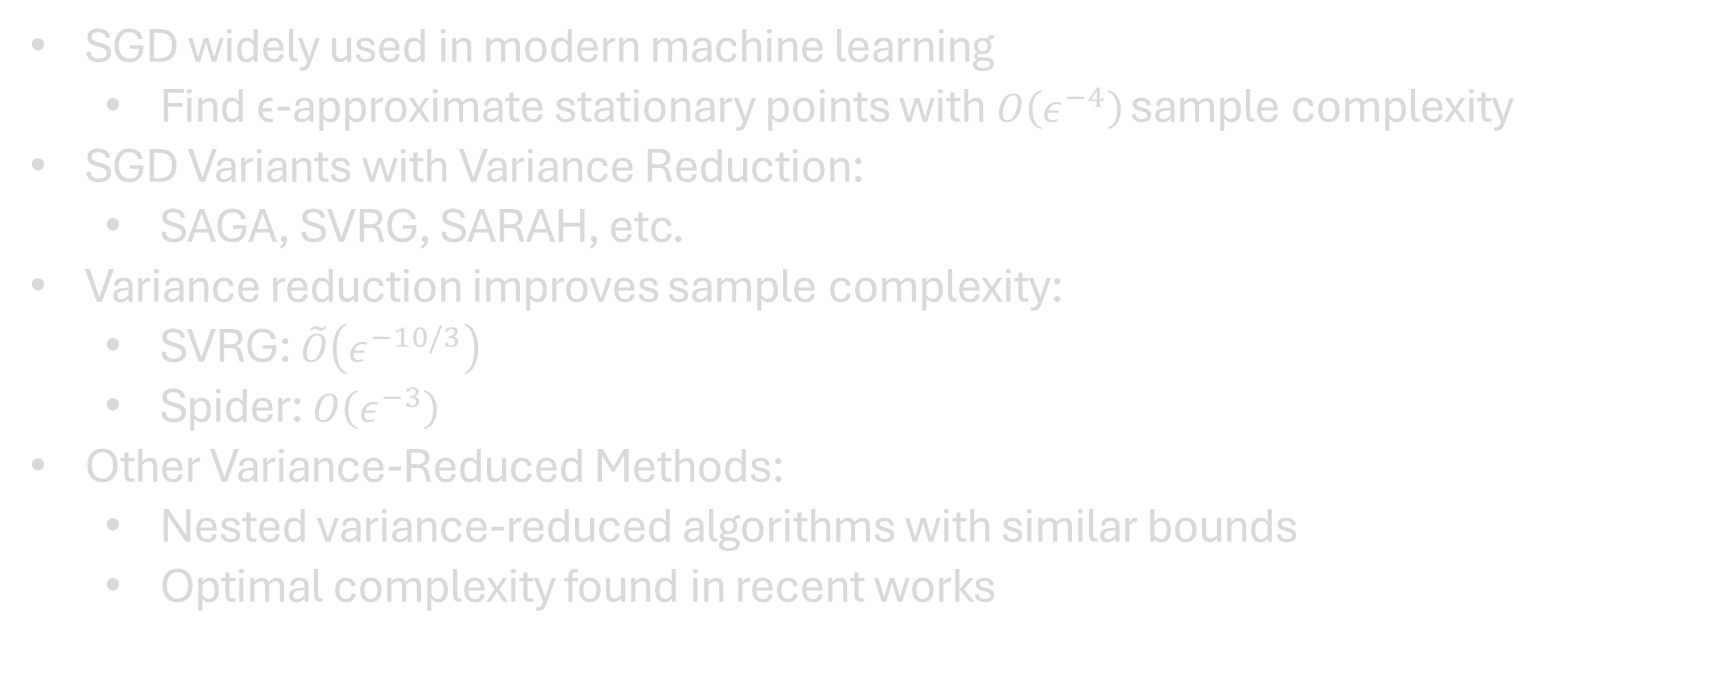 • SGD widely used in modern machine learning
• Find ϵ-approximate stationary points with 𝑂(𝜖⁻⁴) sample complexity
• SGD Variants with Variance Reduction:
• SAGA, SVRG, SARAH, etc.
• Variance reduction improves sample complexity:
• SVRG: Õ(𝜖^{−10/3})
• Spider: 𝑂(𝜖⁻³)
• Other Variance-Reduced Methods:
• Nested variance-reduced algorithms with similar bounds
• Optimal complexity found in recent works